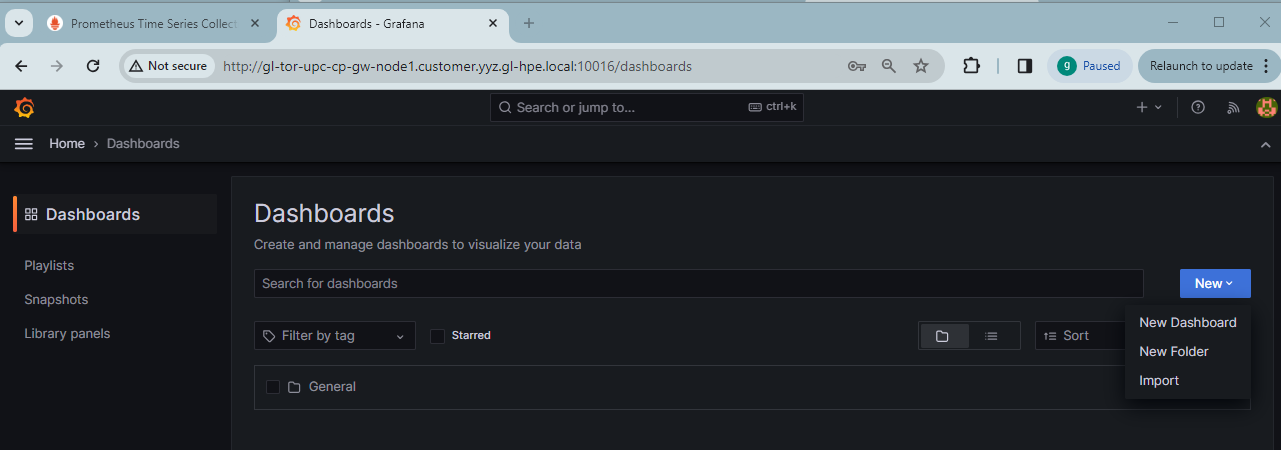 Prometheus Time Series Collect
Dashboards - Grafana
Not secure
http://gl-tor-upc-cp-gw-node1.customer.yyz.gl-hpe.local:10016/dashboards
g
Paused
Relaunch to update
Search or jump to...
ctrl+k
Home › Dashboards
Dashboards
Playlists
Snapshots
Library panels
Dashboards
Create and manage dashboards to visualize your data
Search for dashboards
New
Filter by tag
Starred
Sort
New Dashboard
New Folder
Import
General